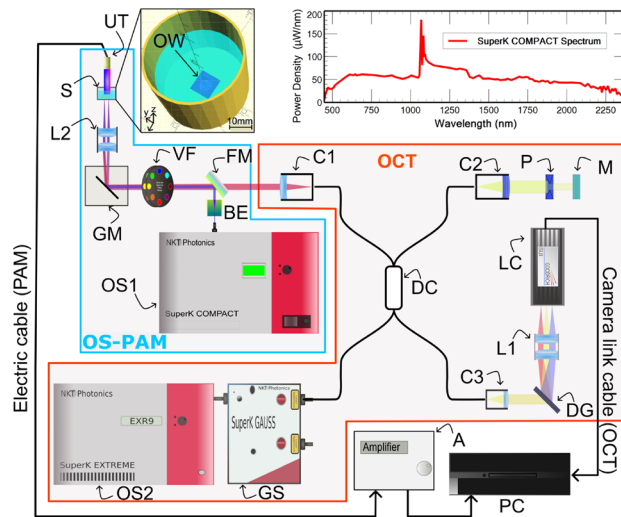 UT
OW
S
10mm
L2
VF
FM
GM
BE
C1
OCT
C2
P
M
NKT Photonics
OS1
SuperK COMPACT
OS-PAM
DC
LC
L1
C3
DG
Electric cable (PAM)
Camera link cable (OCT)
NKT Photonics
EXR9
SuperK EXTREME
OS2
NKT Photonics
SuperK GAUSS
GS
A
Amplifier
PC
Power Density (µW/nm)
200
150
100
50
0
SuperK COMPACT Spectrum
500
750
1000
1250
1500
1750
2000
2250
Wavelength (nm)